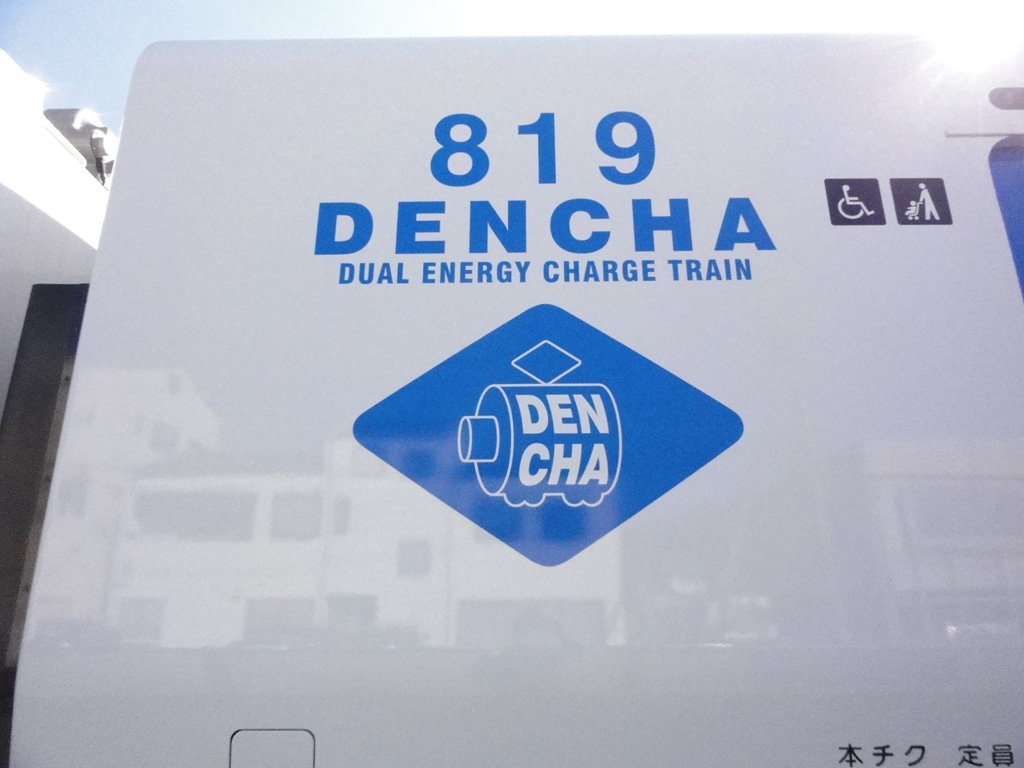 819
DENCHA
DUAL ENERGY CHARGE TRAIN
DEN
CHA
本チク 定員